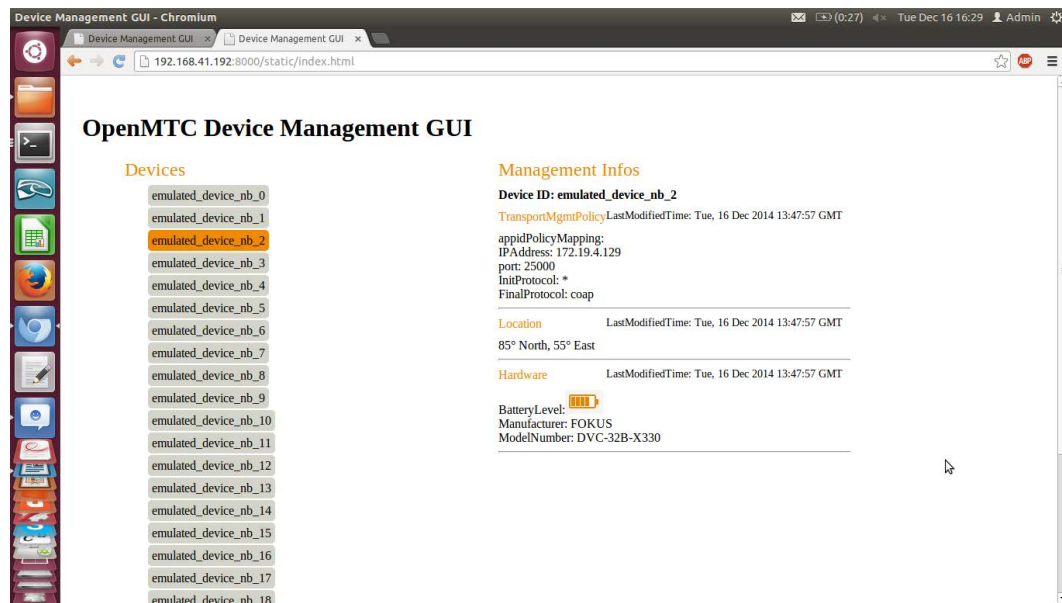 Device Management GUI - Chromium
(0:27) Tue Dec 16 16:29 Admin
Device Management GUI × Device Management GUI ×
192.168.41.192:8000/static/index.html
ABP
OpenMTC Device Management GUI
Devices
emulated_device_nb_0
emulated_device_nb_1
emulated_device_nb_2
emulated_device_nb_3
emulated_device_nb_4
emulated_device_nb_5
emulated_device_nb_6
emulated_device_nb_7
emulated_device_nb_8
emulated_device_nb_9
emulated_device_nb_10
emulated_device_nb_11
emulated_device_nb_12
emulated_device_nb_13
emulated_device_nb_14
emulated_device_nb_15
emulated_device_nb_16
emulated_device_nb_17
emulated_device_nb_18
Management Infos
Device ID: emulated_device_nb_2
TransportMgmtPolicy LastModifiedTime: Tue, 16 Dec 2014 13:47:57 GMT
appidPolicyMapping:
IPAddress: 172.19.4.129
port: 25000
InitProtocol: *
FinalProtocol: coap
Location LastModifiedTime: Tue, 16 Dec 2014 13:47:57 GMT
85° North, 55° East
Hardware LastModifiedTime: Tue, 16 Dec 2014 13:47:57 GMT
BatteryLevel:
Manufacturer: FOKUS
ModelNumber: DVC-32B-X330